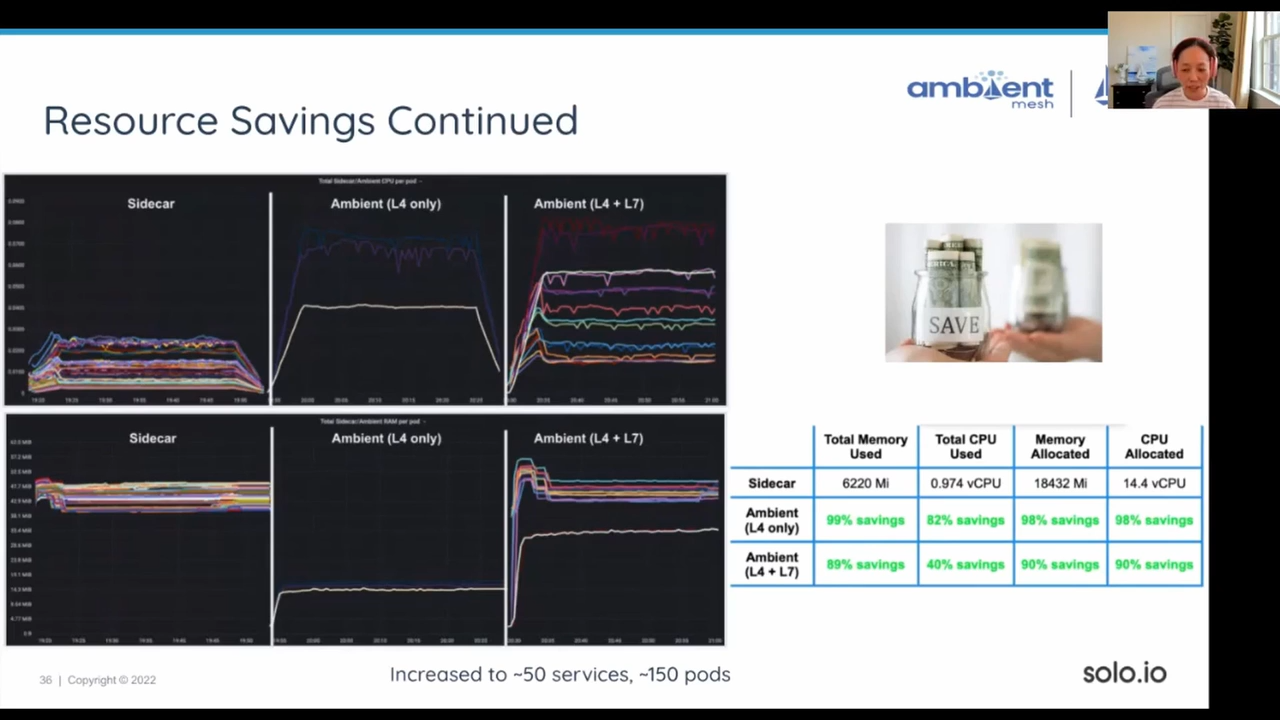 ambient
mesh
Resource Savings Continued
Total Sidecar/Ambient CPU per pod
Sidecar
Ambient (L4 only)
Ambient (L4 + L7)
SAVE
Total Sidecar/Ambient RAM per pod
Sidecar
Ambient (L4 only)
Ambient (L4 + L7)
Total Memory Used Total CPU Used Memory Allocated CPU Allocated
Sidecar 6220 Mi 0.974 vCPU 18432 Mi 14.4 vCPU
Ambient (L4 only) 99% savings 82% savings 98% savings 98% savings
Ambient (L4 + L7) 89% savings 40% savings 90% savings 90% savings
36 | Copyright © 2022
Increased to ~50 services, ~150 pods
solo.io